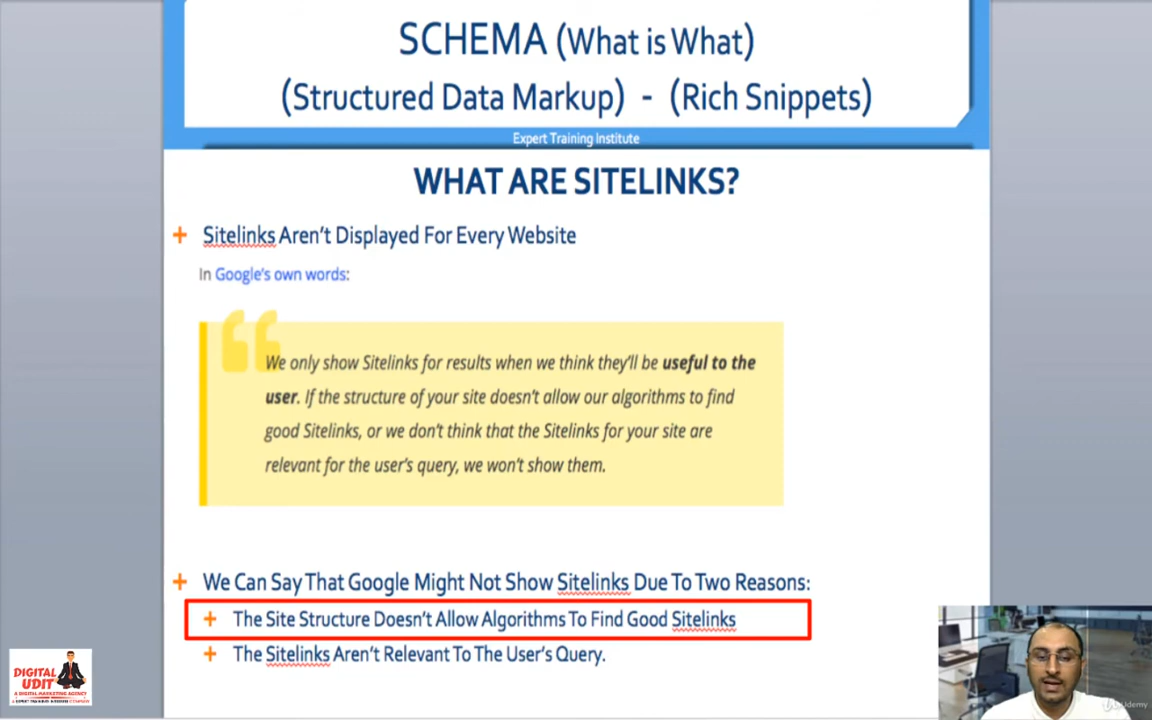 SCHEMA (What is What)
(Structured Data Markup) - (Rich Snippets)
Expert Training Institute
WHAT ARE SITELINKS?
+ Sitelinks Aren't Displayed For Every Website
In Google's own words:
We only show Sitelinks for results when we think they'll be useful to the
user. If the structure of your site doesn't allow our algorithms to find
good Sitelinks, or we don't think that the Sitelinks for your site are
relevant for the user's query, we won't show them.
+ We Can Say That Google Might Not Show Sitelinks Due To Two Reasons:
+ The Site Structure Doesn't Allow Algorithms To Find Good Sitelinks
+ The Sitelinks Aren't Relevant To The User's Query.
DIGITAL
UDIT
A DIGITAL MARKETING AGENCY
Udemy